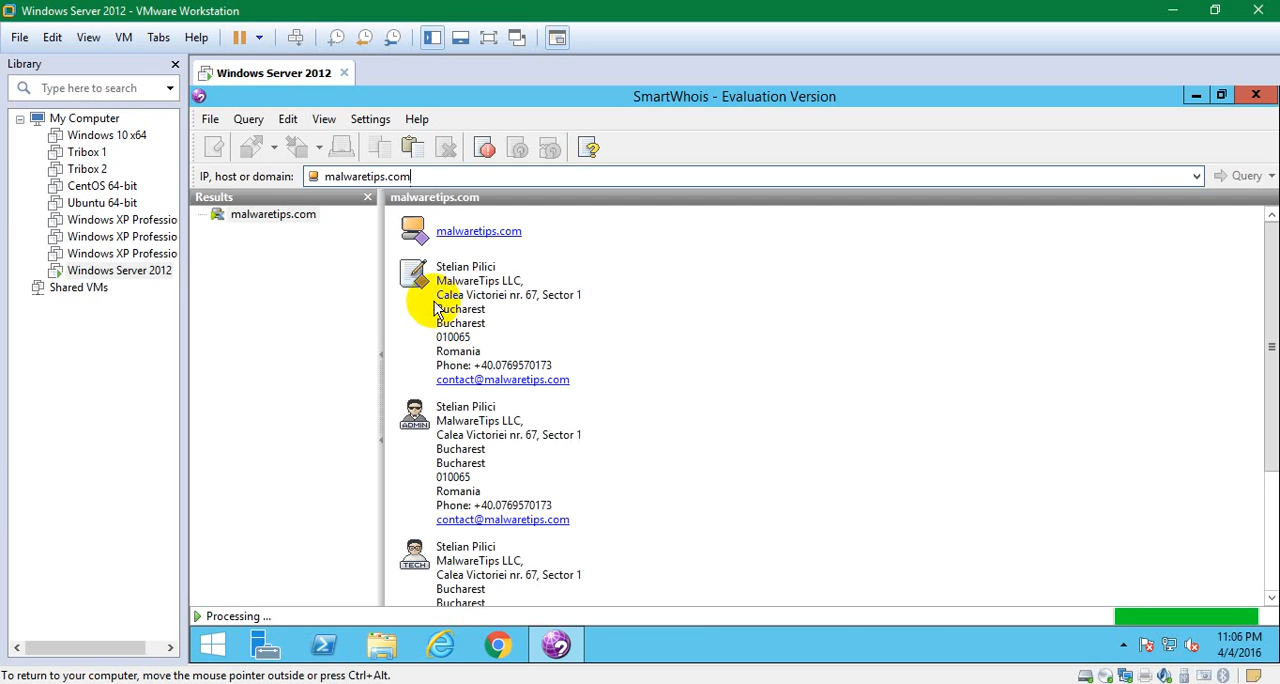 Windows Server 2012 - VMware Workstation
File Edit View VM Tabs Help
Library
Type here to search
My Computer
Windows 10 x64
Tribox 1
Tribox 2
CentOS 64-bit
Ubuntu 64-bit
Windows XP Professio
Windows XP Professio
Windows XP Professio
Windows Server 2012
Shared VMs
Windows Server 2012
SmartWhois - Evaluation Version
File Query Edit View Settings Help
IP, host or domain: malwaretips.com Query
Results
malwaretips.com
malwaretips.com
malwaretips.com
Stelian Pilici
MalwareTips LLC,
Calea Victoriei nr. 67, Sector 1
Bucharest
Bucharest
010065
Romania
Phone: +40.0769570173
contact@malwaretips.com
ADMIN
Stelian Pilici
MalwareTips LLC,
Calea Victoriei nr. 67, Sector 1
Bucharest
Bucharest
010065
Romania
Phone: +40.0769570173
contact@malwaretips.com
TECH
Stelian Pilici
MalwareTips LLC,
Calea Victoriei nr. 67, Sector 1
Bucharest
Bucharest
Processing ...
11:06 PM
4/4/2016
To return to your computer, move the mouse pointer outside or press Ctrl+Alt.